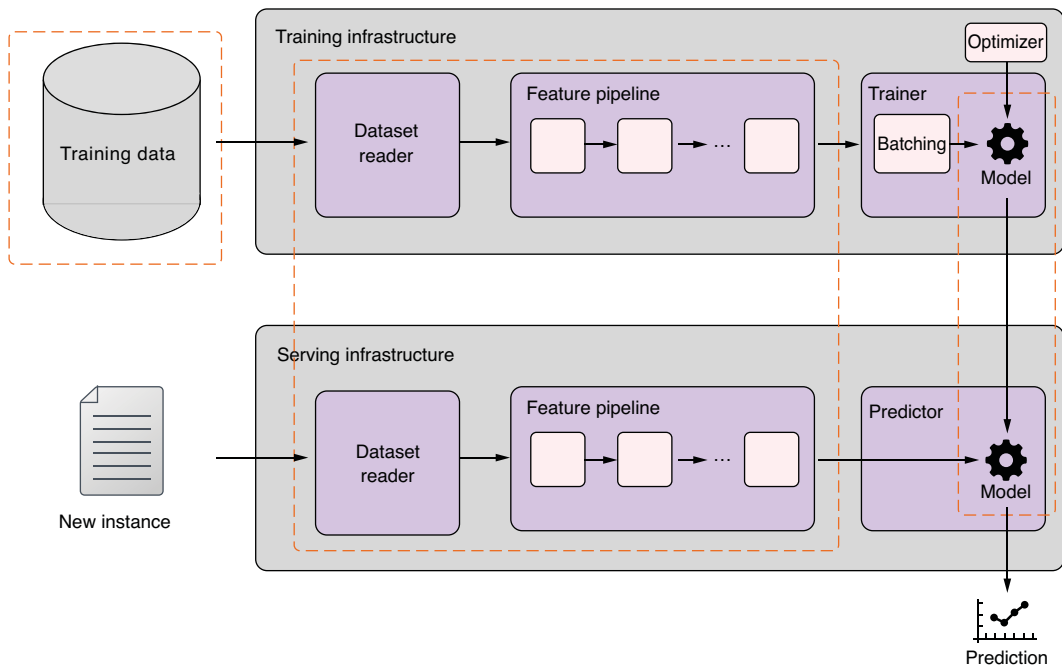 Training infrastructure
Optimizer
Training data
Dataset
reader
Feature pipeline
...
Trainer
Batching
Model
Serving infrastructure
New instance
Dataset
reader
Feature pipeline
...
Predictor
Model
Prediction